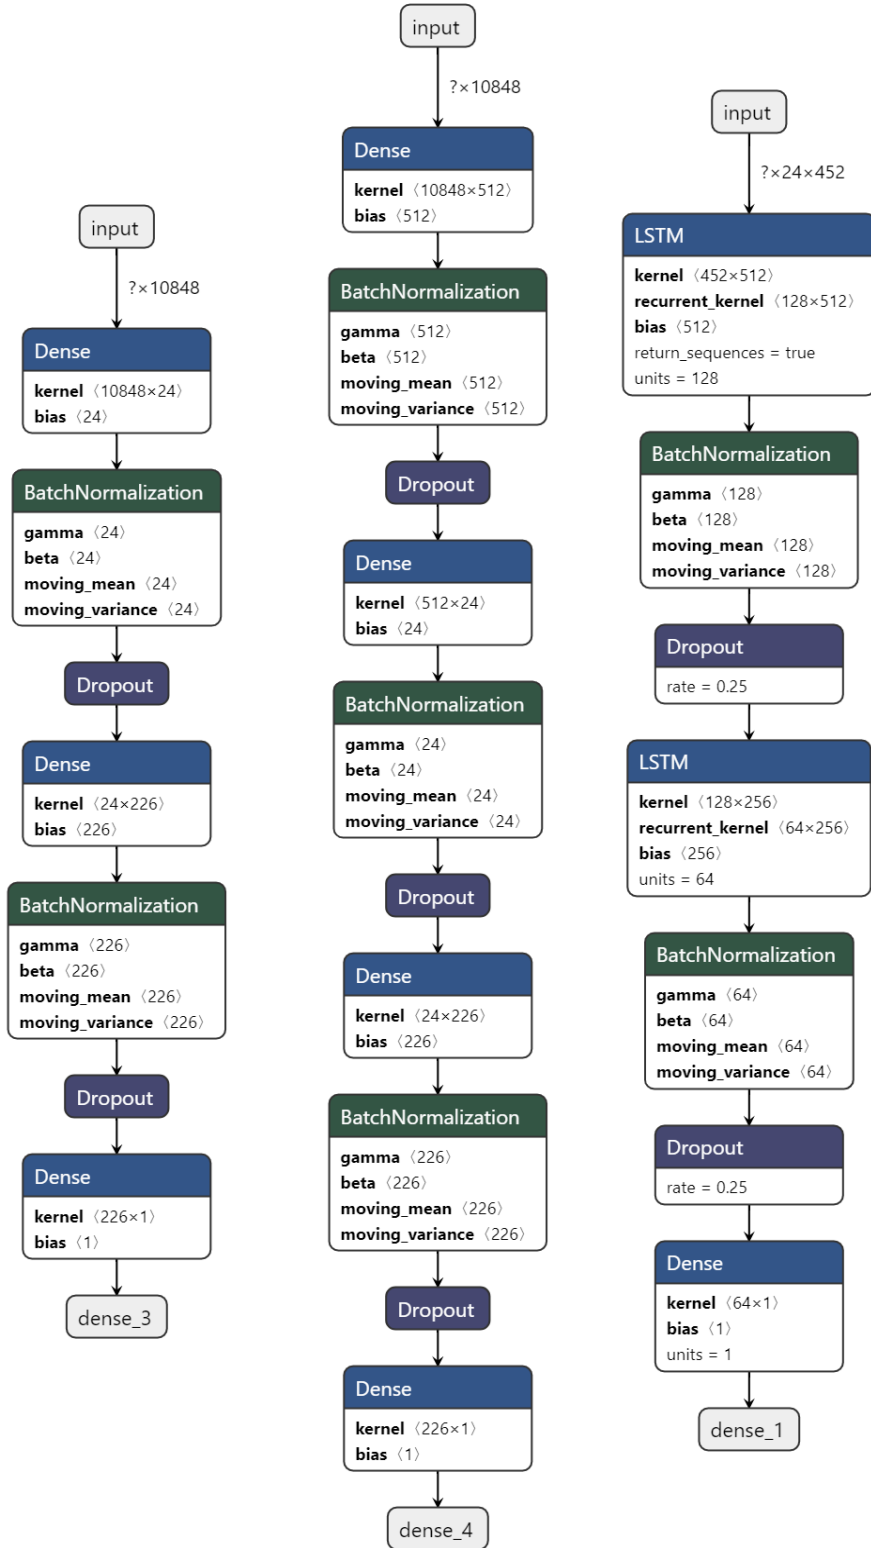 input
?×10848
Dense
kernel 〈10848×24〉
bias 〈24〉
BatchNormalization
gamma 〈24〉
beta 〈24〉
moving_mean 〈24〉
moving_variance 〈24〉
Dropout
Dense
kernel 〈24×226〉
bias 〈226〉
BatchNormalization
gamma 〈226〉
beta 〈226〉
moving_mean 〈226〉
moving_variance 〈226〉
Dropout
Dense
kernel 〈226×1〉
bias 〈1〉
dense_3
input
?×10848
Dense
kernel 〈10848×512〉
bias 〈512〉
BatchNormalization
gamma 〈512〉
beta 〈512〉
moving_mean 〈512〉
moving_variance 〈512〉
Dropout
Dense
kernel 〈512×24〉
bias 〈24〉
BatchNormalization
gamma 〈24〉
beta 〈24〉
moving_mean 〈24〉
moving_variance 〈24〉
Dropout
Dense
kernel 〈24×226〉
bias 〈226〉
BatchNormalization
gamma 〈226〉
beta 〈226〉
moving_mean 〈226〉
moving_variance 〈226〉
Dropout
Dense
kernel 〈226×1〉
bias 〈1〉
dense_4
input
?×24×452
LSTM
kernel 〈452×512〉
recurrent_kernel 〈128×512〉
bias 〈512〉
return_sequences = true
units = 128
BatchNormalization
gamma 〈128〉
beta 〈128〉
moving_mean 〈128〉
moving_variance 〈128〉
Dropout
rate = 0.25
LSTM
kernel 〈128×256〉
recurrent_kernel 〈64×256〉
bias 〈256〉
units = 64
BatchNormalization
gamma 〈64〉
beta 〈64〉
moving_mean 〈64〉
moving_variance 〈64〉
Dropout
rate = 0.25
Dense
kernel 〈64×1〉
bias 〈1〉
units = 1
dense_1